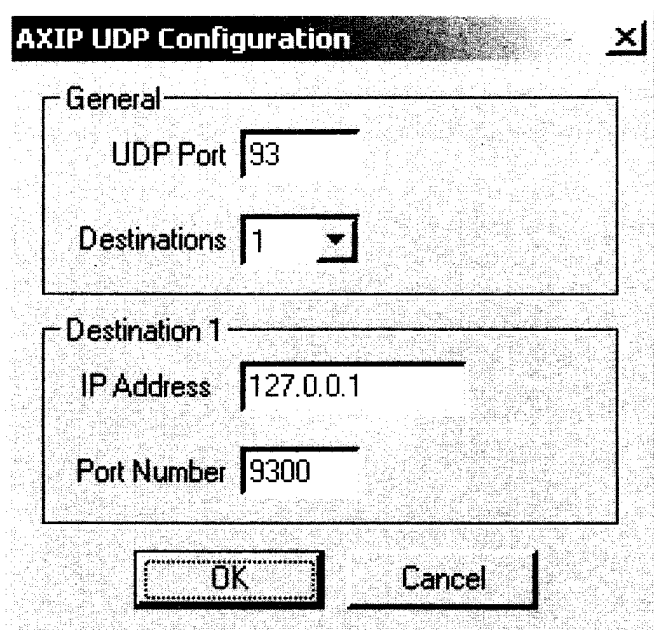 AXIP UDP Configuration
General
UDP Port 93
Destinations 1
Destination 1
IP Address 127.0.0.1
Port Number 9300
OK Cancel